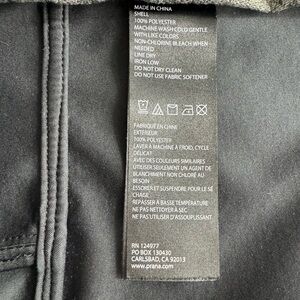 MADE IN CHINA
SHELL
100% POLYESTER
MACHINE WASH COLD GENTLE
WITH LIKE COLORS
NON-CHLORINE BLEACH WHEN
NEEDED
LINE DRY
IRON LOW
DO NOT DRY CLEAN
DO NOT USE FABRIC SOFTENER
FABRIQUÉ EN CHINE
EXTERIEUR
100% POLYESTER
LAVER A MACHINE A FROID, CYCLE
DELICAT
AVEC DES COULEURS SIMILAIRES
UTILISER SEULEMENT UN AGENT DE
BLANCHIMENT NON CHLORE AU
BESOIN
ESSORER ET SUSPENDRE POUR LE SE
CHAGE
REPASSER A BASSE TEMPERATURE
NE PAS NETTOYER A SEC
NE PAS UTILISER D'ASSOUPLISSANT
RN 124977
PO BOX 130430
CARLSBAD, CA 92013
www.prana.com